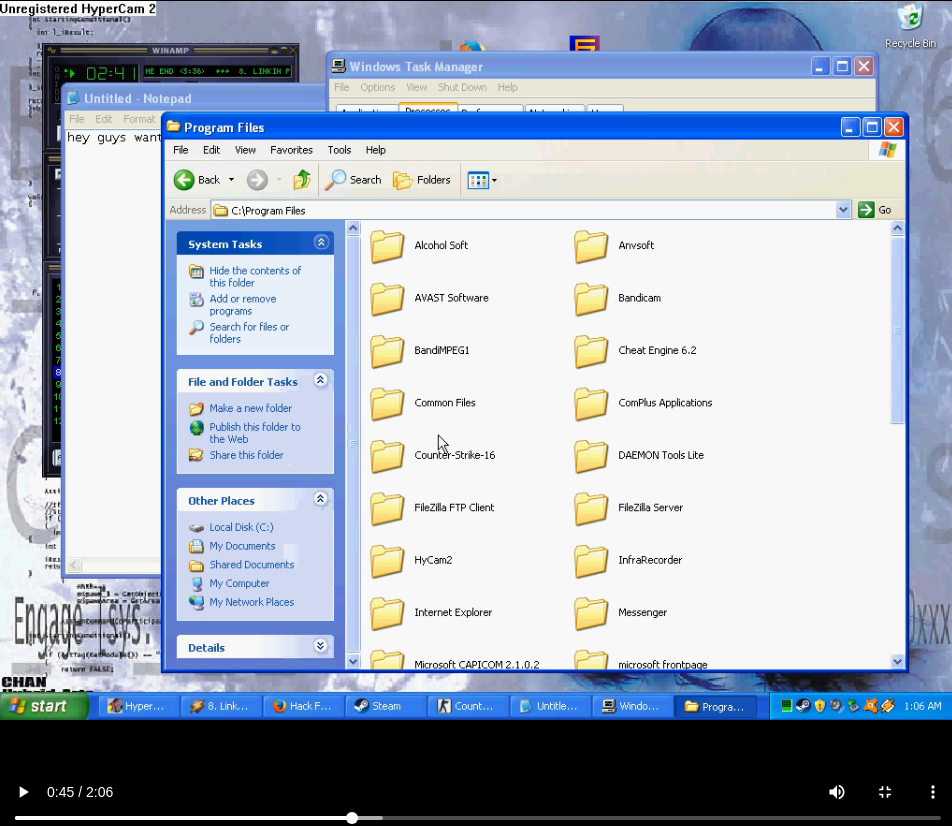 Unregistered HyperCam 2
Recycle Bin
WINAMP
02:41
HE END <3:36> *** 8. LINKIN P
Windows Task Manager
File Options View Shut Down Help
Untitled - Notepad
File Edit Format
hey guys want
Program Files
File Edit View Favorites Tools Help
Back Search Folders
Address C:\Program Files Go
System Tasks
Hide the contents of
this folder
Add or remove
programs
Search for files or
folders
File and Folder Tasks
Make a new folder
Publish this folder to
the Web
Share this folder
Other Places
Local Disk (C:)
My Documents
Shared Documents
My Computer
My Network Places
Details
Alcohol Soft Anvsoft
AVAST Software Bandicam
BandiMPEG1 Cheat Engine 6.2
Common Files ComPlus Applications
Counter-Strike-16 DAEMON Tools Lite
FileZilla FTP Client FileZilla Server
HyCam2 InfraRecorder
Internet Explorer Messenger
Microsoft CAPICOM 2.1.0.2 microsoft frontpage
Engage
return FALSE;
CHAN
start Hyper... 8. Link... Hack F... Steam Count... Untitle... Windo... Progra... 1:06 AM
0:45 / 2:06